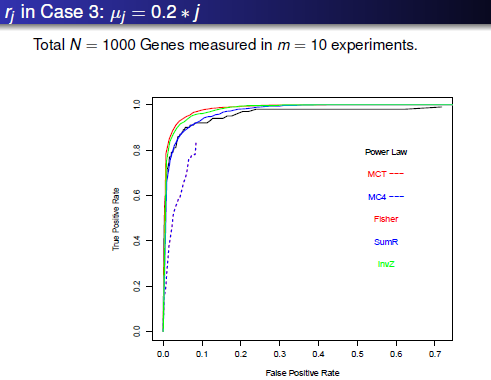 rj in Case 3: μj = 0.2 ∗ j
Total N = 1000 Genes measured in m = 10 experiments.
1.0
0.8
0.6
0.4
0.2
0.0
True Positive Rate
Power Law
MCT ---
MC4 ---
Fisher
SumR
InvZ
0.0 0.1 0.2 0.3 0.4 0.5 0.6 0.7
False Positive Rate